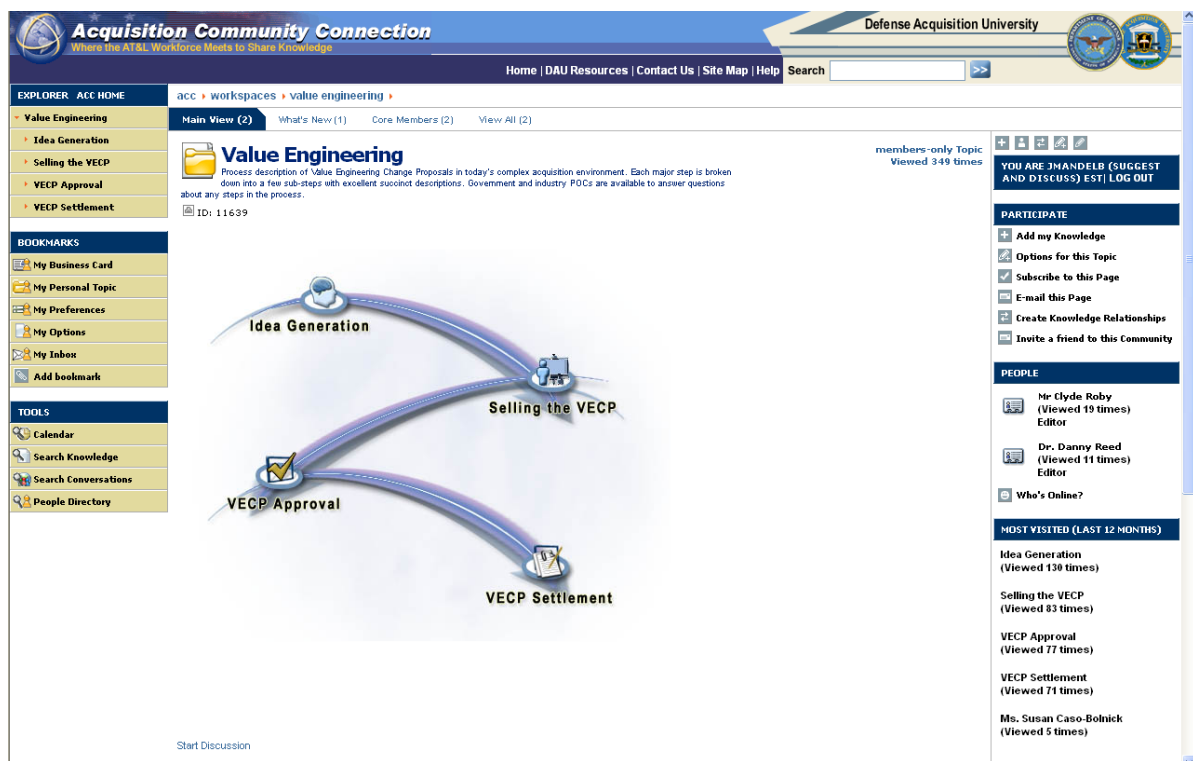 Acquisition Community Connection
Where the AT&L Workforce Meets to Share Knowledge
Defense Acquisition University
Home | DAU Resources | Contact Us | Site Map | Help
Search
>>
EXPLORER ACC HOME
Value Engineering
Idea Generation
Selling the VECP
VECP Approval
VECP Settlement
BOOKMARKS
My Business Card
My Personal Topic
My Preferences
My Options
My Inbox
Add bookmark
TOOLS
Calendar
Search Knowledge
Search Conversations
People Directory
acc workspaces value engineering
Main View (2) What's New (1) Core Members (2) View All (2)
Value Engineering
Process description of Value Engineering Change Proposals in today's complex acquisition environment. Each major step is broken
down into a few sub-steps with excellent succinct descriptions. Government and industry POCs are available to answer questions
about any steps in the process.
ID: 11639
members-only Topic
Viewed 349 times
Idea Generation
Selling the VECP
VECP Approval
VECP Settlement
Start Discussion
YOU ARE JMANDELB (SUGGEST
AND DISCUSS) EST| LOG OUT
PARTICIPATE
Add my Knowledge
Options for this Topic
Subscribe to this Page
E-mail this Page
Create Knowledge Relationships
Invite a friend to this Community
PEOPLE
Mr Clyde Roby
(Viewed 19 times)
Editor
Dr. Danny Reed
(Viewed 11 times)
Editor
Who's Online?
MOST VISITED (LAST 12 MONTHS)
Idea Generation
(Viewed 130 times)
Selling the VECP
(Viewed 83 times)
VECP Approval
(Viewed 77 times)
VECP Settlement
(Viewed 71 times)
Ms. Susan Caso-Bolnick
(Viewed 5 times)